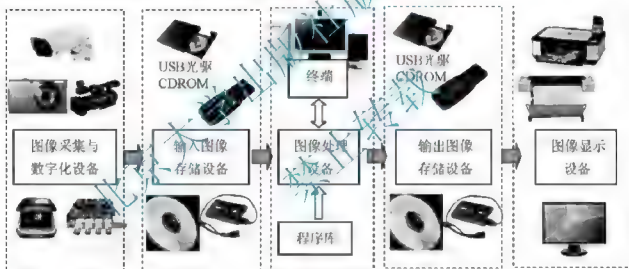 USB光驱
CDROM
终端
USB光驱
CDROM
图像采集与
数字化设备
输入图像
存储设备
图像处理
设备
输出图像
存储设备
图像显示
设备
程序库